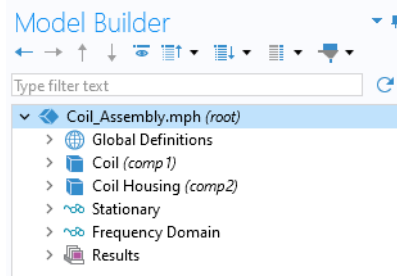 Model Builder
Type filter text
Coil_Assembly.mph (root)
Global Definitions
Coil (comp1)
Coil Housing (comp2)
Stationary
Frequency Domain
Results